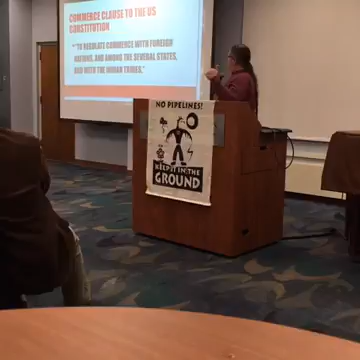 COMMERCE CLAUSE TO THE US
CONSTITUTION
"TO REGULATE COMMERCE WITH FOREIGN
NATIONS, AND AMONG THE SEVERAL STATES,
AND WITH THE INDIAN TRIBES."
NO PIPELINES!
KEEP IT IN THE
GROUND